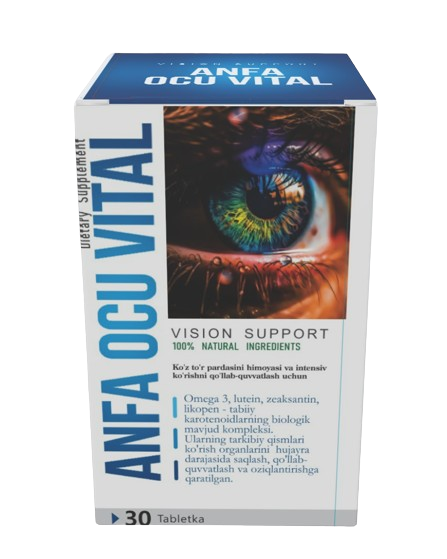 VISION SUPPORT
ANFA
OCU VITAL
Dietary Supplement
ANFA OCU VITAL
VISION SUPPORT
100% NATURAL INGREDIENTS
Ko'z to'r pardasini himoyasi va intensiv
ko'rishni qo'llab-quvvatlash uchun
Omega 3, lutein, zeaksantin,
likopen - tabiiy
karotenoidlarning biologik
mavjud kompleksi.
Ularning tarkibiy qismlari
ko'rish organlarini hujayra
darajasida saqlash, qo'llab-
quvvatlash va oziqlantirishga
qaratilgan.
30 Tabletka